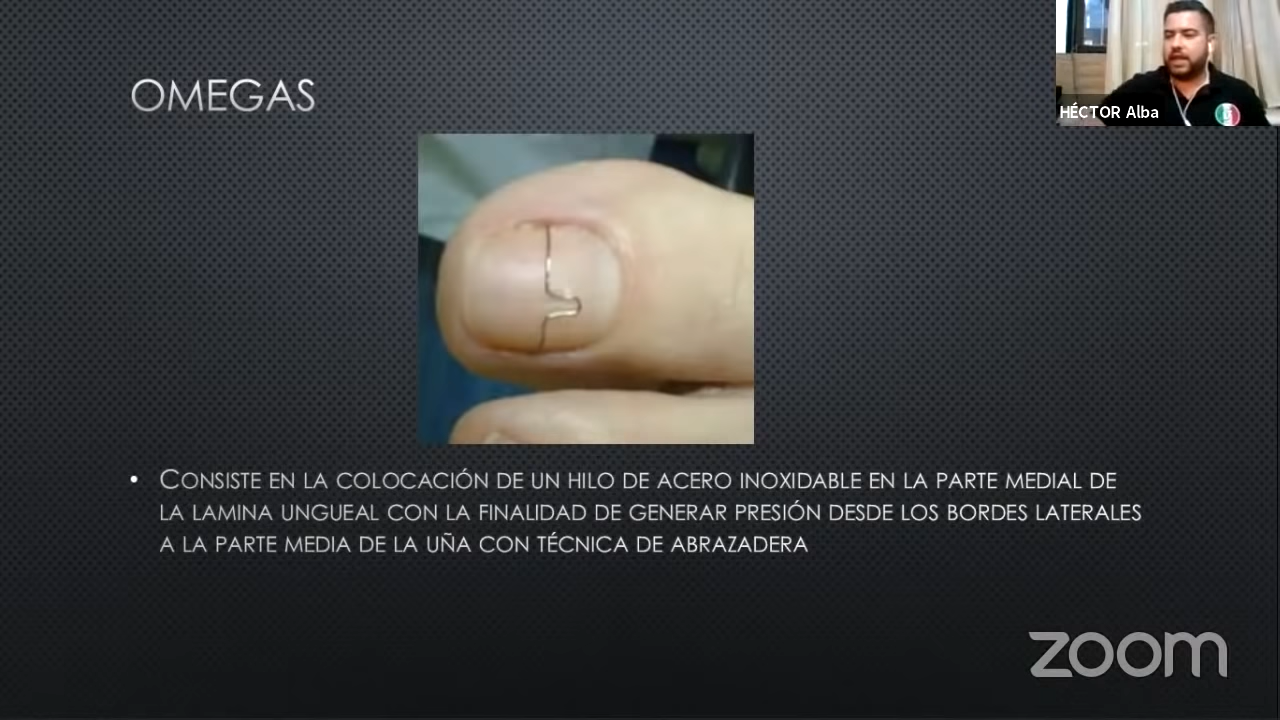 OMEGAS
HÉCTOR Alba
• CONSISTE EN LA COLOCACIÓN DE UN HILO DE ACERO INOXIDABLE EN LA PARTE MEDIAL DE
LA LAMINA UNGUEAL CON LA FINALIDAD DE GENERAR PRESIÓN DESDE LOS BORDES LATERALES
A LA PARTE MEDIA DE LA UÑA CON TÉCNICA DE ABRAZADERA
zoom